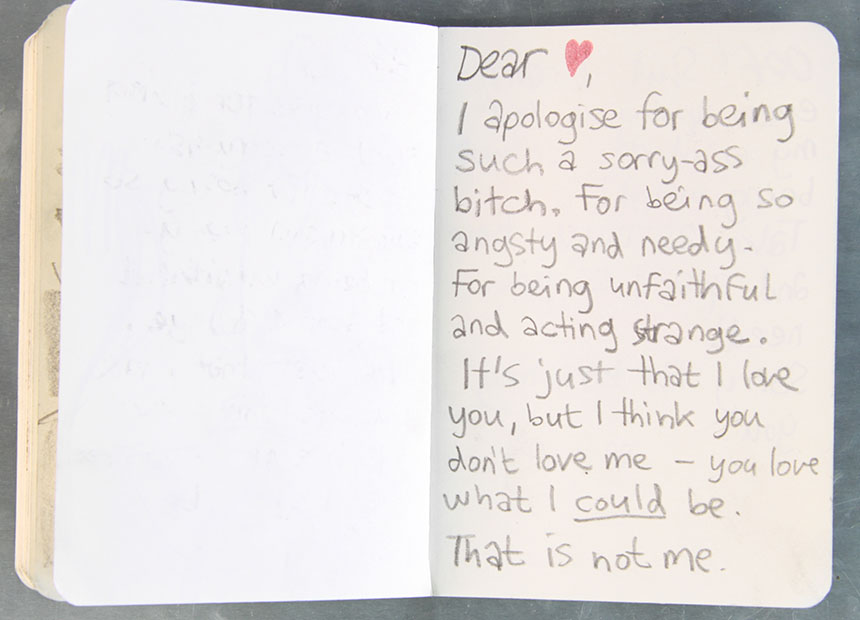 Dear ♥,
I apologise for being
such a sorry-ass
bitch. For being so
angsty and needy.
For being unfaithful
and acting strange.
It's just that I love
you, but I think you
don't love me – you love
what I could be.
That is not me.